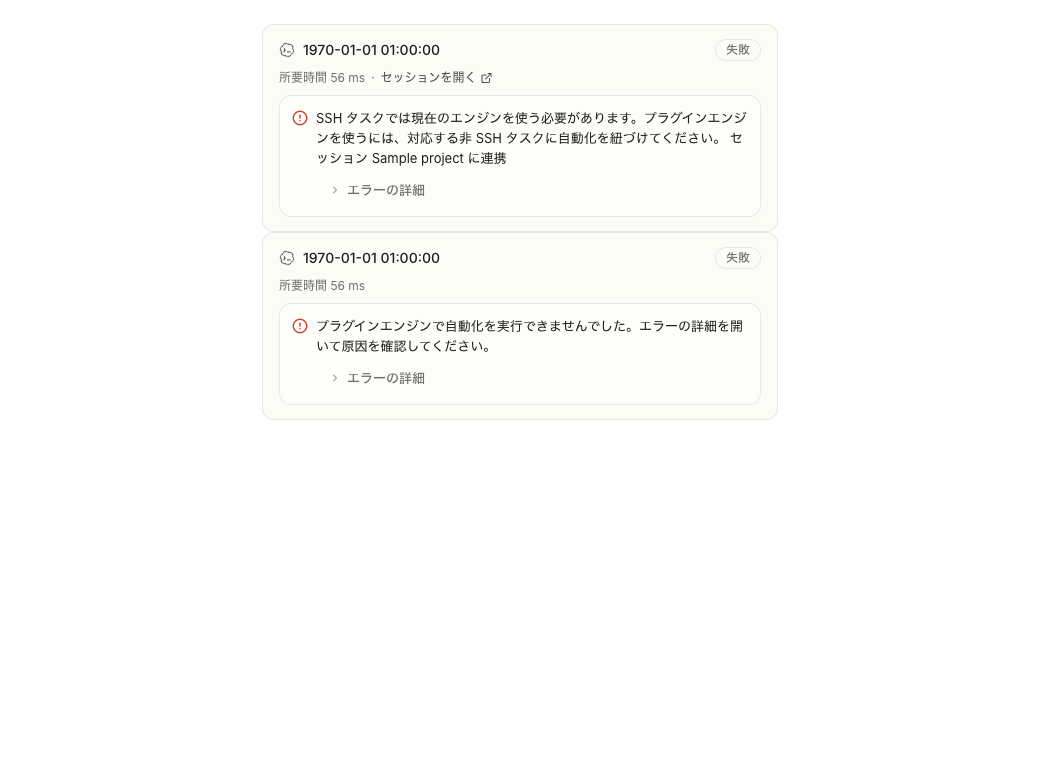 1970-01-01 01:00:00
失敗
所要時間 56 ms · セッションを開く
SSH タスクでは現在のエンジンを使う必要があります。プラグインエンジ
ンを使うには、対応する非 SSH タスクに自動化を紐づけてください。 セ
ッション Sample project に連携
エラーの詳細
1970-01-01 01:00:00
失敗
所要時間 56 ms
プラグインエンジンで自動化を実行できませんでした。エラーの詳細を開
いて原因を確認してください。
エラーの詳細